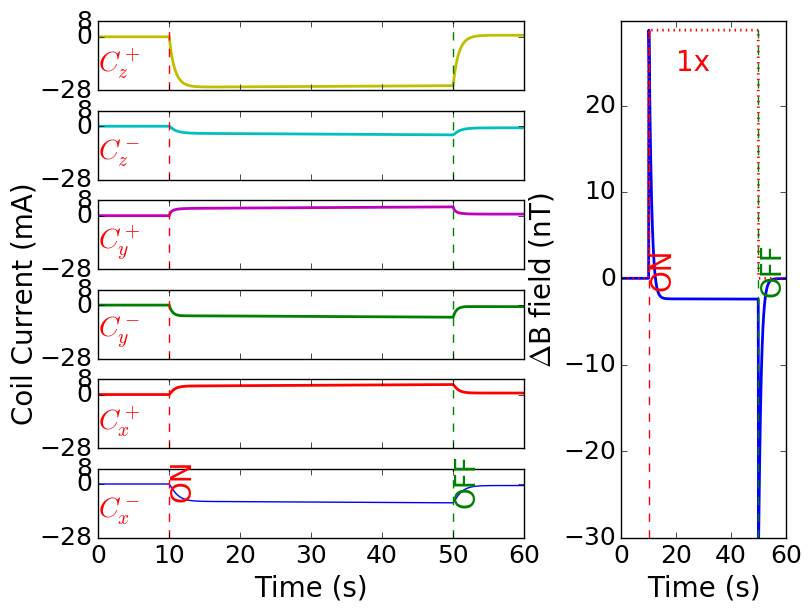 Coil Current (mA)
8
0
−28
C_z^+
8
0
−28
C_z^−
8
0
−28
C_y^+
8
0
−28
C_y^−
8
0
−28
C_x^+
8
0
−28
C_x^−
ON
OFF
0 10 20 30 40 50 60
Time (s)
ΔB field (nT)
20
10
0
−10
−20
−30
1x
ON
OFF
0 20 40 60
Time (s)